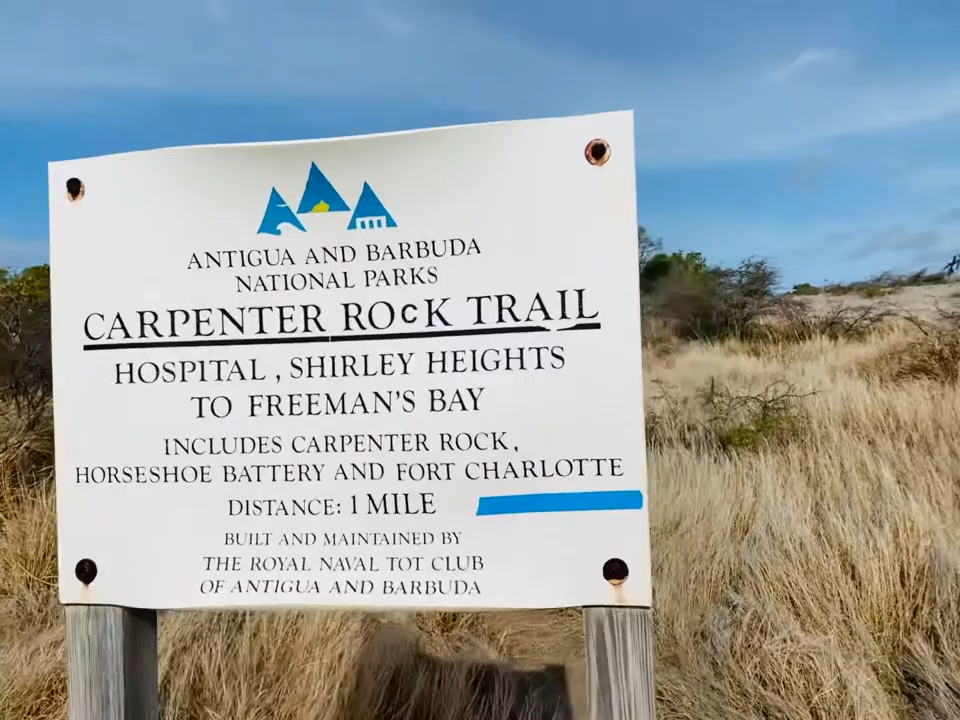 ANTIGUA AND BARBUDA
NATIONAL PARKS
CARPENTER ROcK TRAIL
HOSPITAL , SHIRLEY HEIGHTS
TO FREEMAN'S BAY
INCLUDES CARPENTER ROCK,
HORSESHOE BATTERY AND FORT CHARLOTTE
DISTANCE: 1 MILE
BUILT AND MAINTAINED BY
THE ROYAL NAVAL TOT CLUB
OF ANTIGUA AND BARBUDA